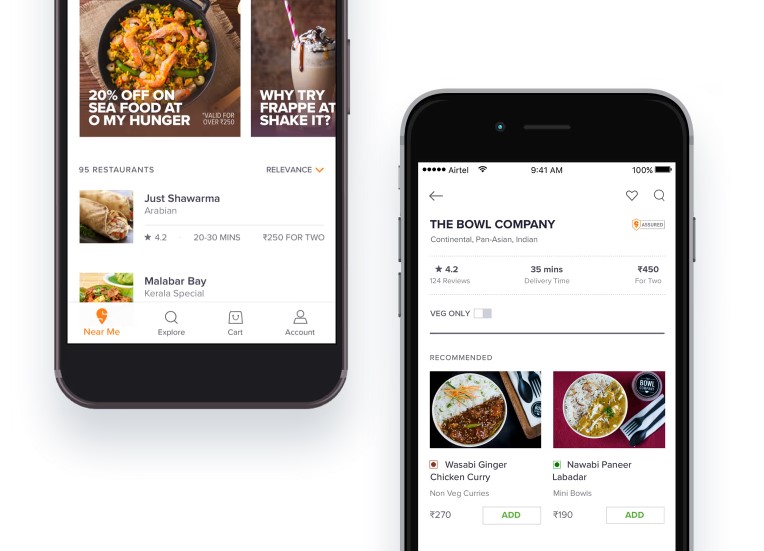 20% OFF ON
SEA FOOD AT
O MY HUNGER
*VALID FOR
OVER ₹250
WHY TRY
FRAPPE AT
SHAKE IT?
95 RESTAURANTS
RELEVANCE
Just Shawarma
Arabian
★ 4.2 · 20-30 MINS ₹250 FOR TWO
Malabar Bay
Kerala Special
Near Me
Explore
Cart
Account
Airtel 9:41 AM 100%
THE BOWL COMPANY
ASSURED
Continental, Pan-Asian, Indian
★ 4.2 35 mins ₹450
124 Reviews Delivery Time For Two
VEG ONLY
RECOMMENDED
BOWL
BOWL
Wasabi Ginger
Chicken Curry
Non Veg Curries
₹270 ADD
Nawabi Paneer
Labadar
Mini Bowls
₹190 ADD